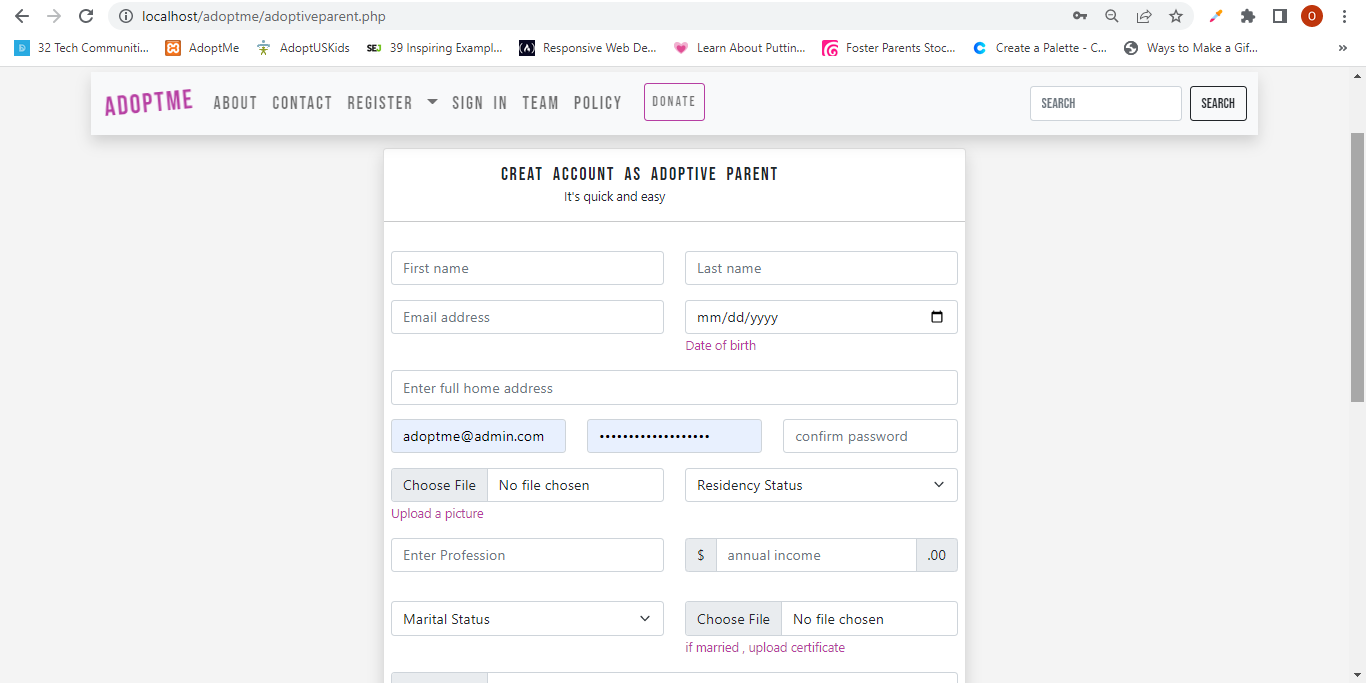 localhost/adoptme/adoptiveparent.php O
32 Tech Communiti... AdoptMe AdoptUSKids SEJ 39 Inspiring Exampl... Responsive Web De... Learn About Puttin... Foster Parents Stoc... Create a Palette - C... Ways to Make a Gif... »
ADOPTME ABOUT CONTACT REGISTER SIGN IN TEAM POLICY DONATE SEARCH SEARCH
CREAT ACCOUNT AS ADOPTIVE PARENT
It's quick and easy
First name Last name
Email address mm/dd/yyyy
Date of birth
Enter full home address
adoptme@admin.com ••••••••••••••••••• confirm password
Choose File No file chosen Residency Status
Upload a picture
Enter Profession $ annual income .00
Marital Status Choose File No file chosen
if married , upload certificate